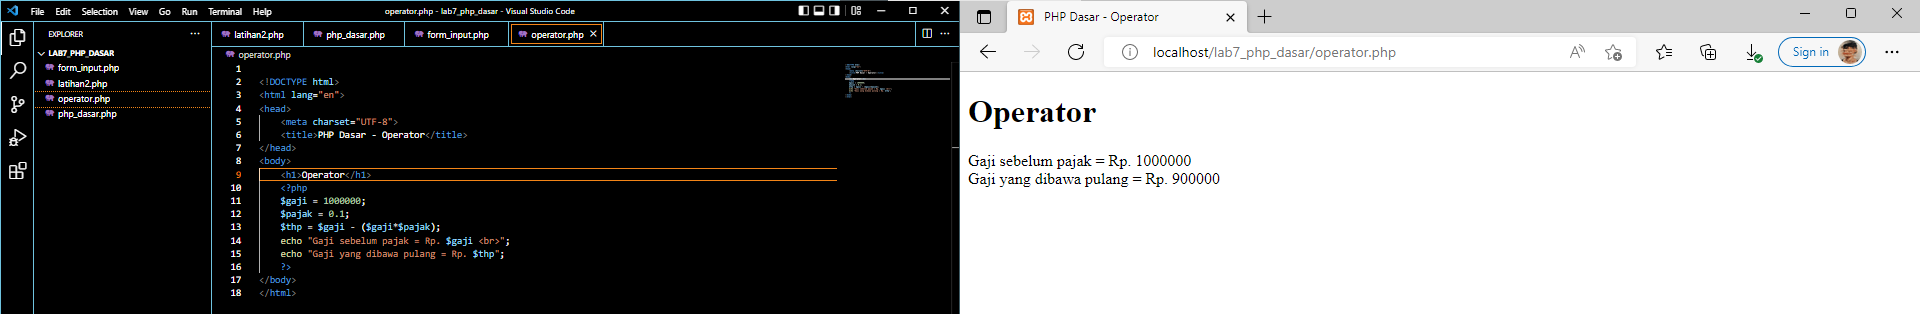 File Edit Selection View Go Run Terminal Help
operator.php - lab7_php_dasar - Visual Studio Code
EXPLORER
LAB7_PHP_DASAR
form_input.php
latihan2.php
operator.php
php_dasar.php
latihan2.php php_dasar.php form_input.php operator.php
operator.php
1
2 <!DOCTYPE html>
3 <html lang="en">
4 <head>
5 <meta charset="UTF-8">
6 <title>PHP Dasar - Operator</title>
7 </head>
8 <body>
9 <h1>Operator</h1>
10 <?php
11 $gaji = 1000000;
12 $pajak = 0.1;
13 $thp = $gaji - ($gaji*$pajak);
14 echo "Gaji sebelum pajak = Rp. $gaji <br>";
15 echo "Gaji yang dibawa pulang = Rp. $thp";
16 ?>
17 </body>
18 </html>
PHP Dasar - Operator
localhost/lab7_php_dasar/operator.php
Sign in
Operator
Gaji sebelum pajak = Rp. 1000000
Gaji yang dibawa pulang = Rp. 900000